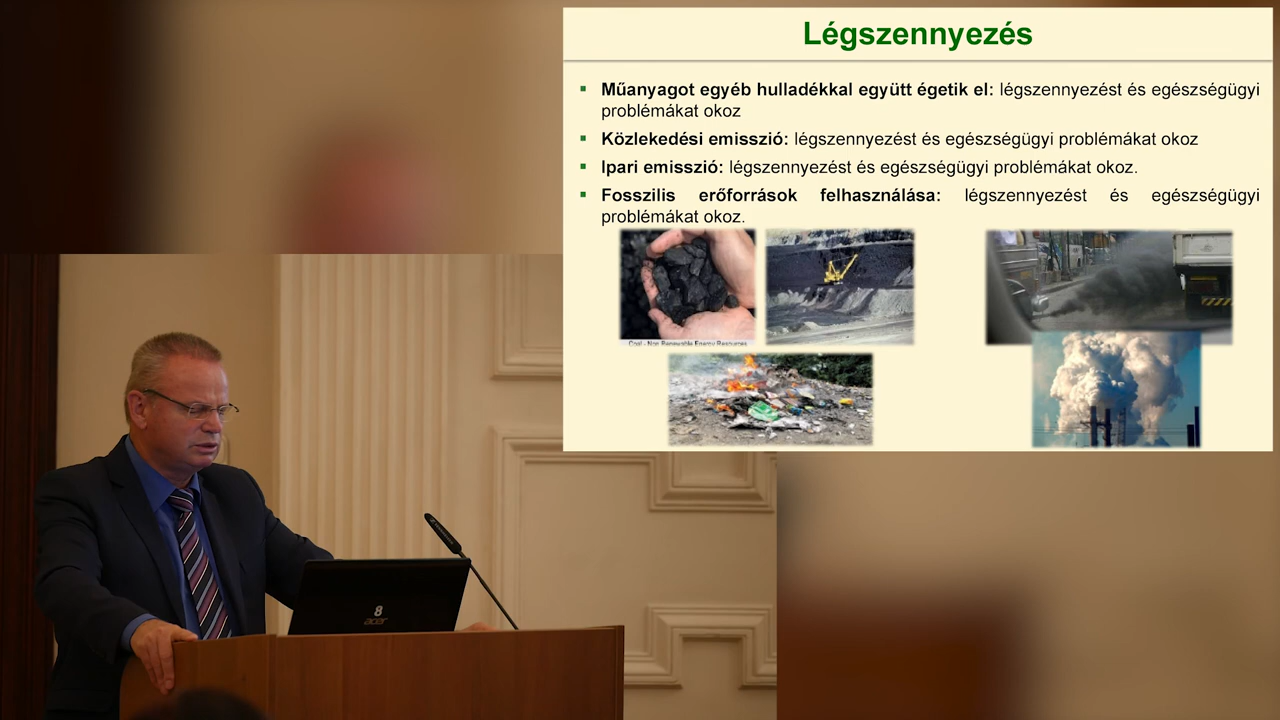 Légszennyezés
▪ Műanyagot egyéb hulladékkal együtt égetik el: légszennyezést és egészségügyi
problémákat okoz
▪ Közlekedési emisszió: légszennyezést és egészségügyi problémákat okoz
▪ Ipari emisszió: légszennyezést és egészségügyi problémákat okoz.
▪ Fosszilis erőforrások felhasználása: légszennyezést és egészségügyi
problémákat okoz.
Coal - Non Renewable Energy Resources
8
acer